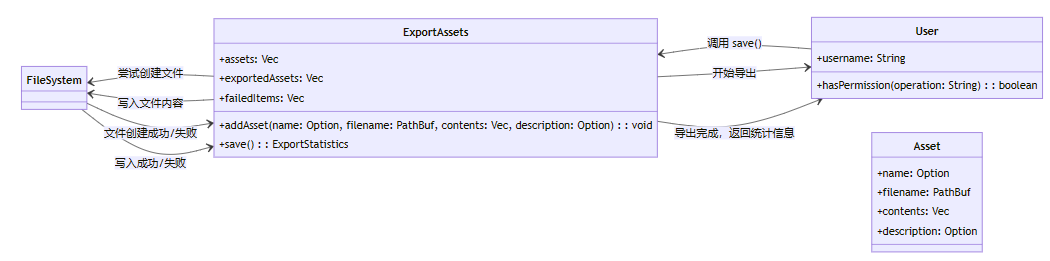 FileSystem
尝试创建文件
写入文件内容
文件创建成功/失败
写入成功/失败
ExportAssets
+assets: Vec
+exportedAssets: Vec
+failedItems: Vec
+addAsset(name: Option, filename: PathBuf, contents: Vec, description: Option) : : void
+save() : : ExportStatistics
调用 save()
开始导出
导出完成，返回统计信息
User
+username: String
+hasPermission(operation: String) : : boolean
Asset
+name: Option
+filename: PathBuf
+contents: Vec
+description: Option